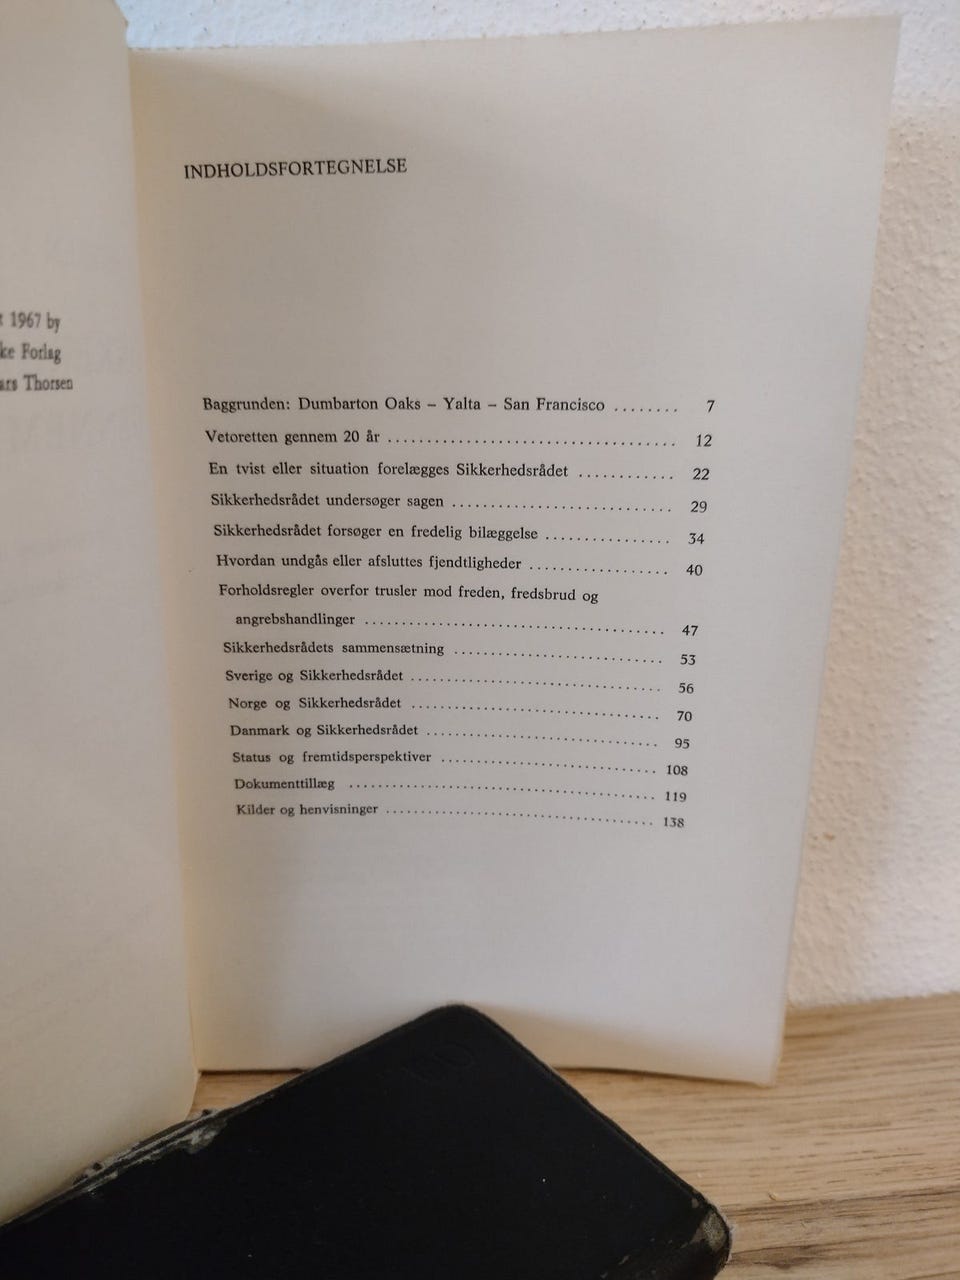 1967 by
Forlag
Thorsen
INDHOLDSFORTEGNELSE
Baggrunden: Dumbarton Oaks – Yalta – San Francisco ........ 7
Vetoretten gennem 20 år .................................... 12
En tvist eller situation forelægges Sikkerhedsrådet ............ 22
Sikkerhedsrådet undersøger sagen ............................ 29
Sikkerhedsrådet forsøger en fredelig bilæggelse ................ 34
Hvordan undgås eller afsluttes fjendtligheder .................. 40
Forholdsregler overfor trusler mod freden, fredsbrud og
angrebshandlinger ........................................ 47
Sikkerhedsrådets sammensætning ............................ 53
Sverige og Sikkerhedsrådet .................................. 56
Norge og Sikkerhedsrådet .................................. 70
Danmark og Sikkerhedsrådet ................................ 95
Status og fremtidsperspektiver .............................. 108
Dokumenttillæg .......................................... 119
Kilder og henvisninger .................................... 138